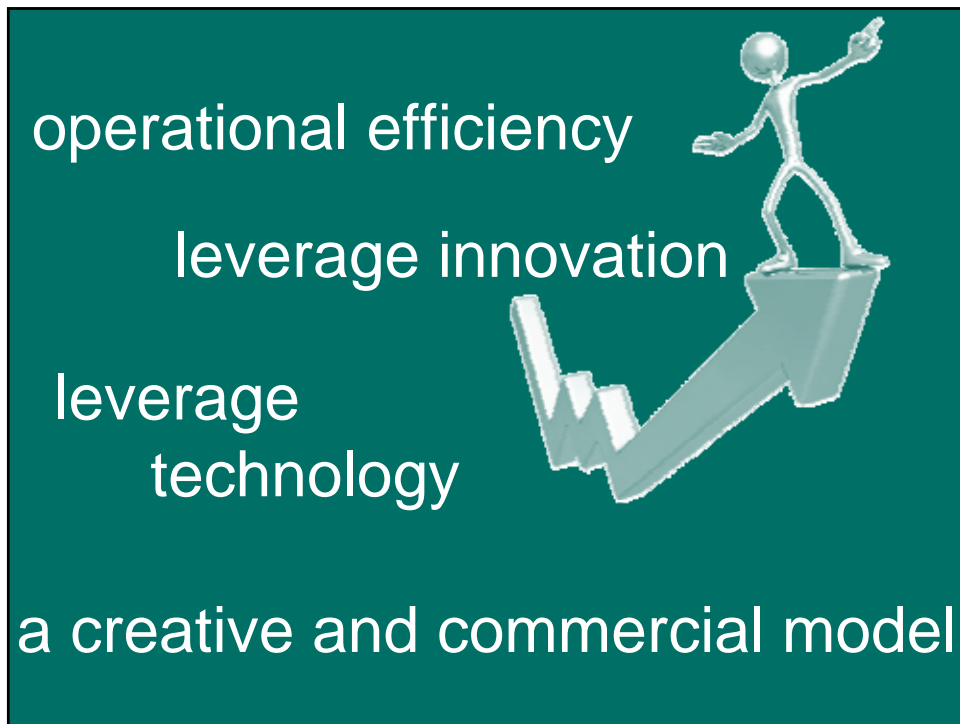 operational efficiency
leverage innovation
leverage
technology
a creative and commercial model